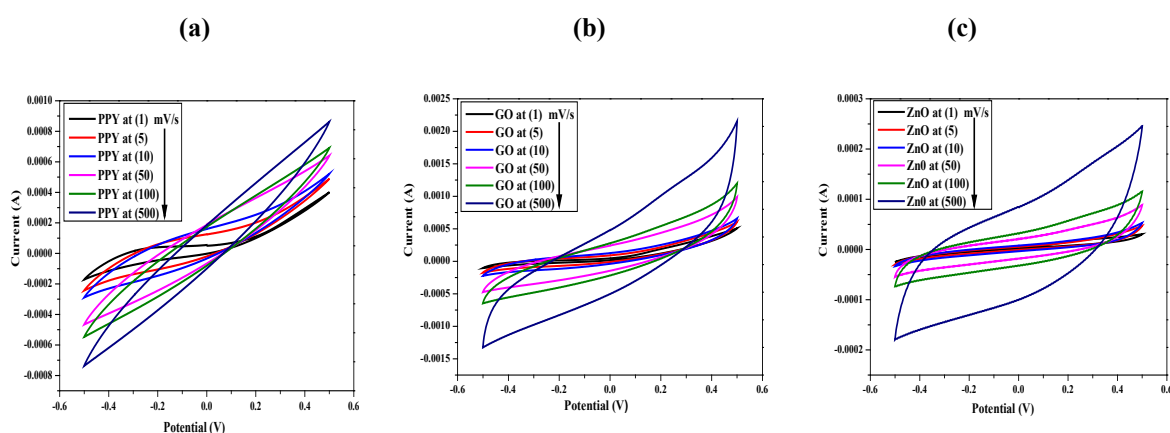 (a)
(b)
(c)
0.0010
0.0008
0.0006
0.0004
0.0002
0.0000
-0.0002
-0.0004
-0.0006
-0.0008
Current (A)
PPY at (1) mV/s
PPY at (5)
PPY at (10)
PPY at (50)
PPY at (100)
PPY (500)
-0.6
-0.4
-0.2
0.0
0.2
0.4
0.6
Potential (V)
0.0025
0.0020
0.0015
0.0010
0.0005
0.0000
-0.0005
-0.0010
-0.0015
Current (A)
GO at (1) mV/s
GO at (5)
GO at (10)
GO at (50)
GO at (100)
GO at (500)
-0.6
-0.4
-0.2
0.0
0.2
0.4
0.6
Potential (V)
0.0003
0.0002
0.0001
0.0000
-0.0001
-0.0002
Current (A)
ZnO at (1) mV/s
ZnO at (5)
ZnO at (10)
Zn0 at (50)
ZnO at (100)
Zn0 at (500)
-0.6
-0.4
-0.2
0.0
0.2
0.4
0.6
Potential (V)